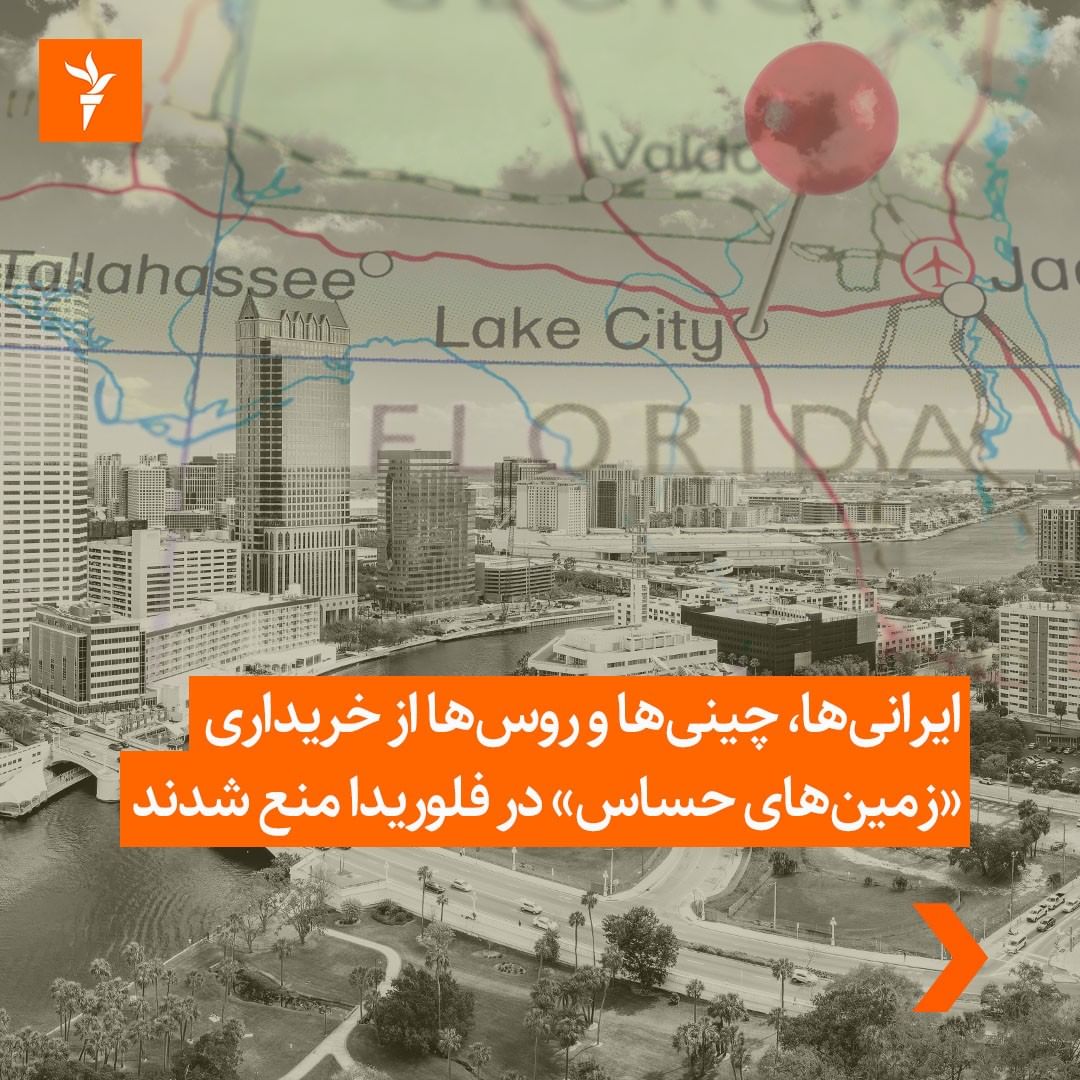 Tallahassee
Lake City
FLORIDA
ایرانی‌ها، چینی‌ها و روس‌ها از خریداری
«زمین‌های حساس» در فلوریدا منع شدند